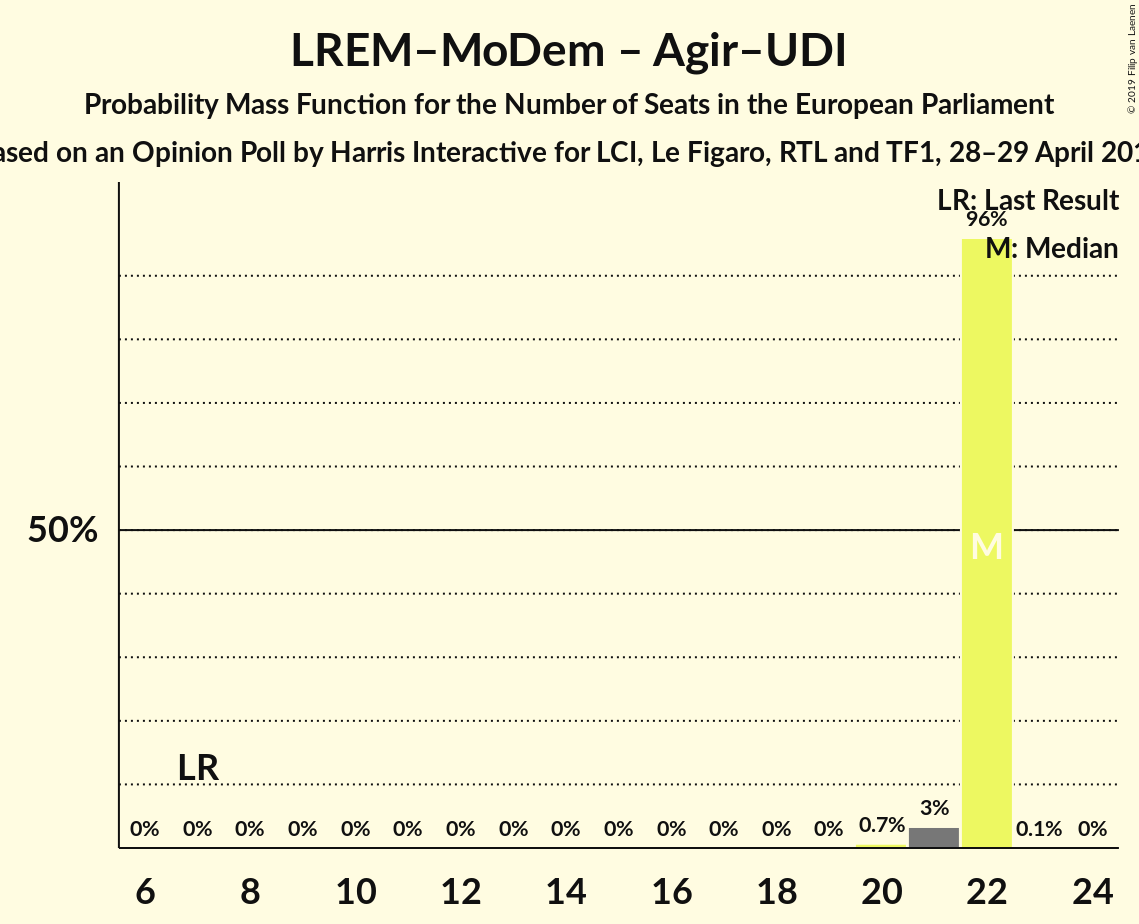 LREM–MoDem – Agir–UDI
Probability Mass Function for the Number of Seats in the European Parliament
ased on an Opinion Poll by Harris Interactive for LCI, Le Figaro, RTL and TF1, 28–29 April 201
© 2019 Filip van Laenen
LR: Last Result
96%
M: Median
50%
M
LR
0% 0% 0% 0% 0% 0% 0% 0% 0% 0% 0% 0% 0% 0% 0.7% 3% 0.1% 0%
6 8 10 12 14 16 18 20 22 24